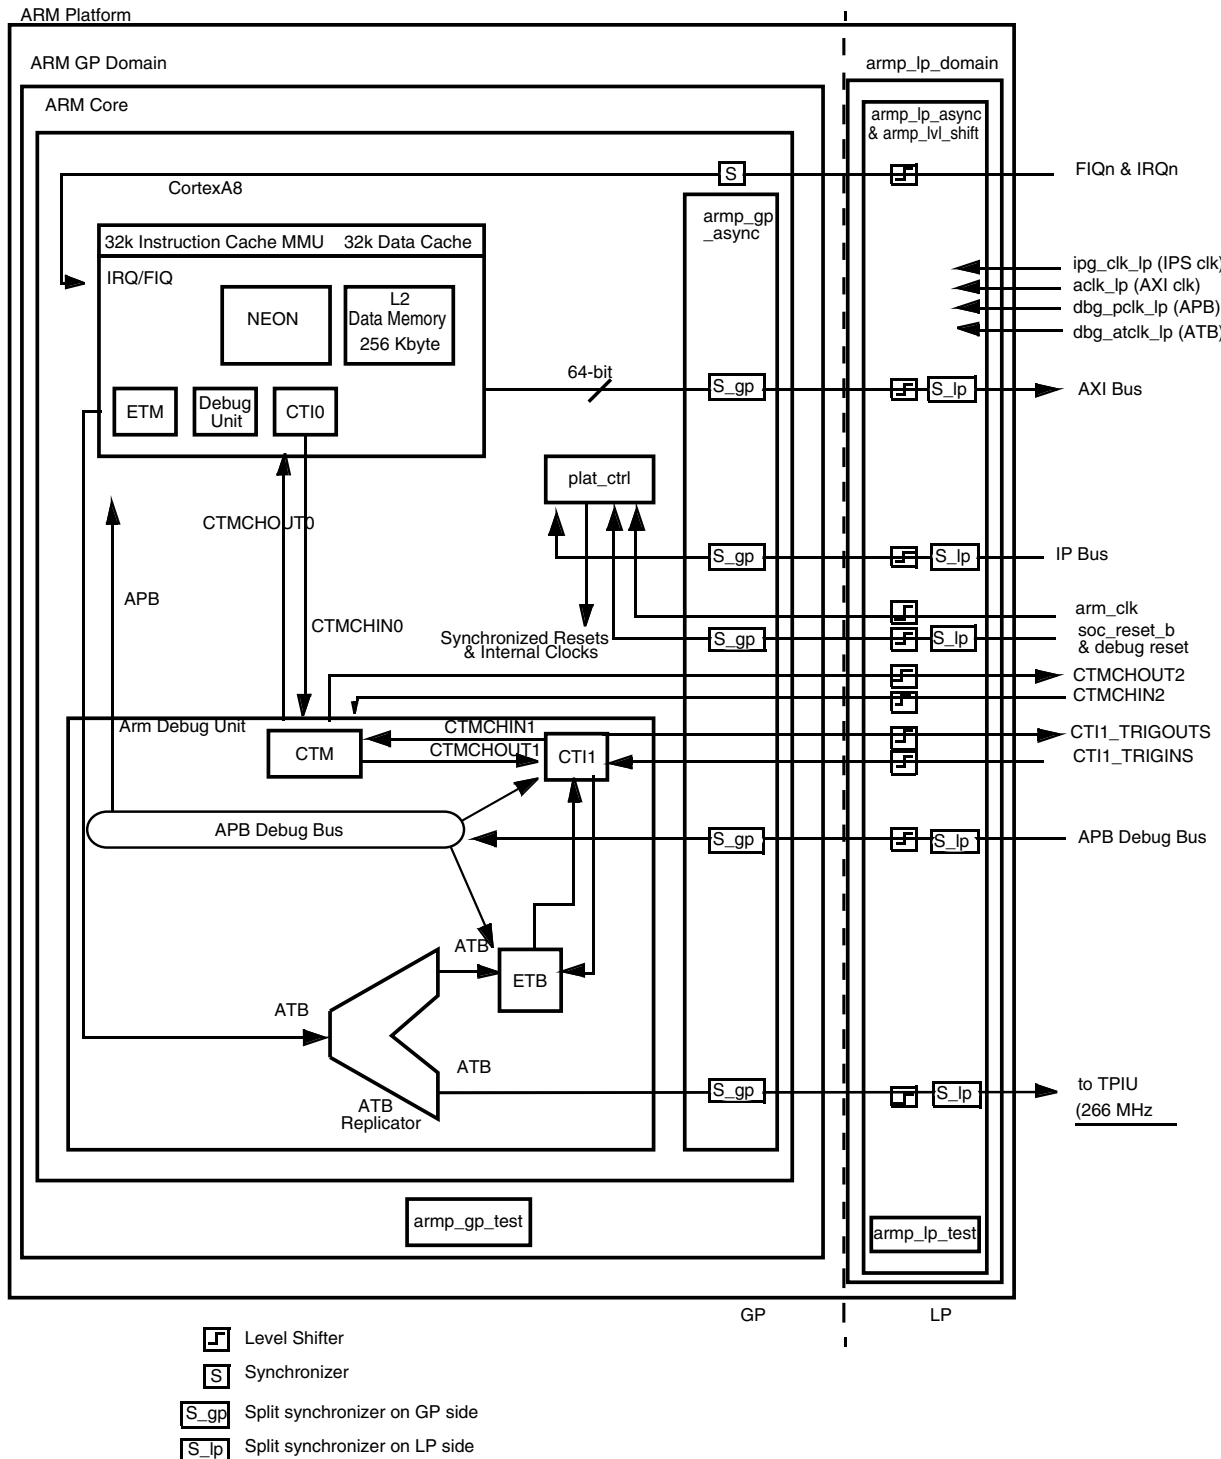 ARM Platform
ARM GP Domain
armp_lp_domain
ARM Core
armp_lp_async
& armp_lvl_shift
FIQn & IRQn
S
CortexA8
armp_gp
_async
32k Instruction Cache MMU 32k Data Cache
IRQ/FIQ
ipg_clk_lp (IPS clk)
aclk_lp (AXI clk)
dbg_pclk_lp (APB)
dbg_atclk_lp (ATB)
NEON
L2
Data Memory
256 Kbyte
64-bit
S_gp
S_lp
AXI Bus
ETM
Debug
Unit
CTI0
plat_ctrl
CTMCHOUT0
S_gp
S_lp
IP Bus
APB
CTMCHIN0
arm_clk
Synchronized Resets
& Internal Clocks
S_gp
S_lp
soc_reset_b
& debug reset
CTMCHOUT2
CTMCHIN2
Arm Debug Unit
CTMCHIN1
CTI1_TRIGOUTS
CTM
CTMCHOUT1
CTI1
CTI1_TRIGINS
APB Debug Bus
S_gp
S_lp
APB Debug Bus
ATB
ETB
ATB
ATB
S_gp
S_lp
to TPIU
(266 MHz
ATB
Replicator
armp_gp_test
armp_lp_test
GP
LP
Level Shifter
S Synchronizer
S_gp Split synchronizer on GP side
S_lp Split synchronizer on LP side